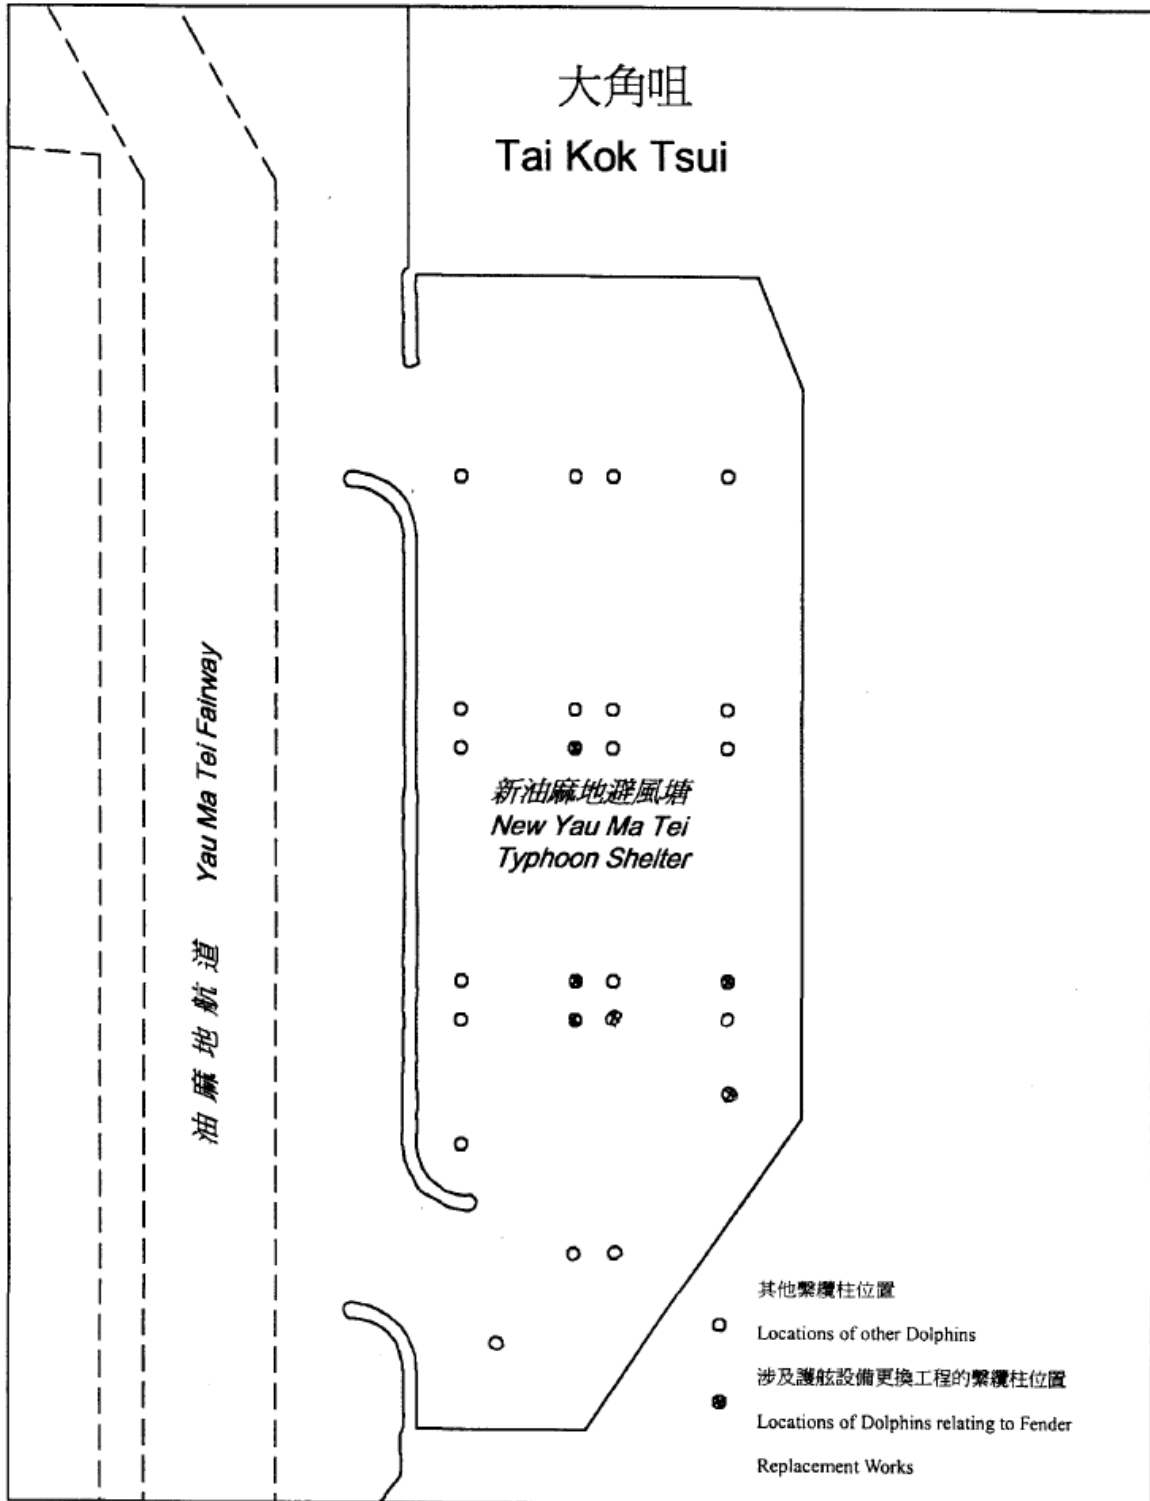 大角咀
Tai Kok Tsui
油麻地航道 Yau Ma Tei Fairway
新油麻地避風塘
New Yau Ma Tei
Typhoon Shelter
其他繫纜柱位置
Locations of other Dolphins
涉及護舷設備更換工程的繫纜柱位置
Locations of Dolphins relating to Fender
Replacement Works